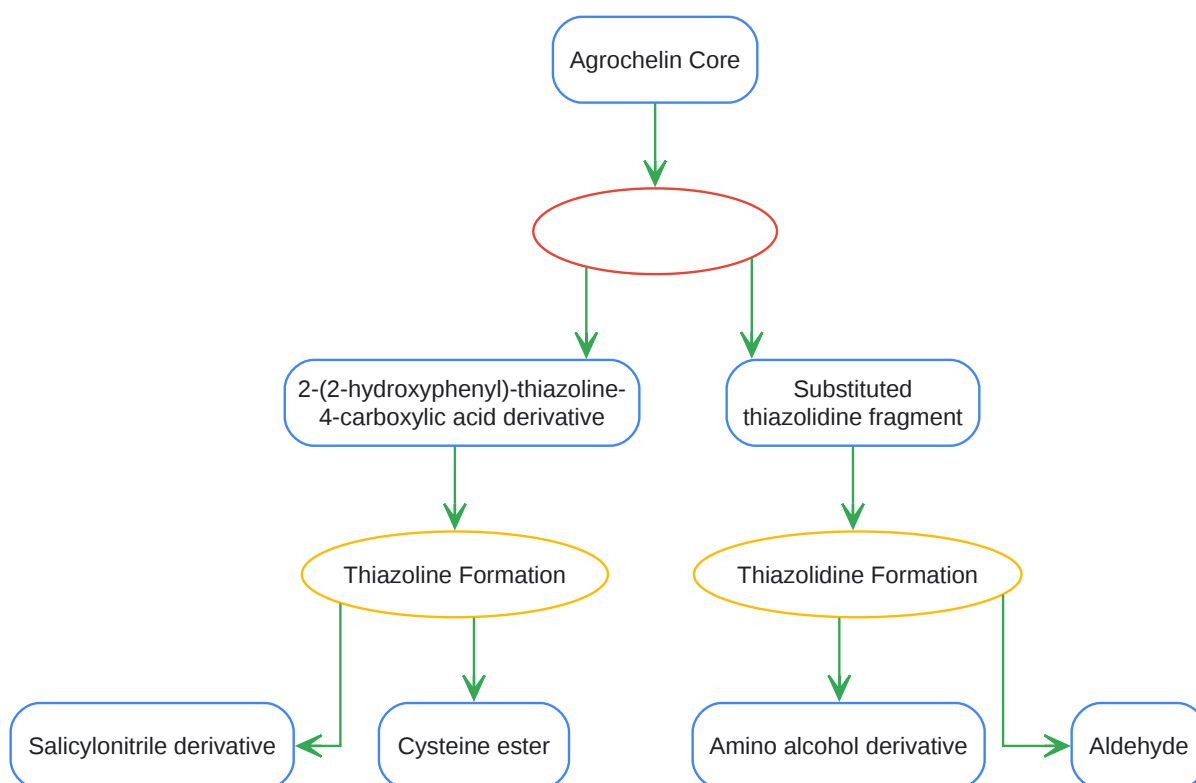 Agrochelin Core
2-(2-hydroxyphenyl)-thiazoline-
4-carboxylic acid derivative
Substituted
thiazolidine fragment
Thiazoline Formation
Thiazolidine Formation
Salicylonitrile derivative
Cysteine ester
Amino alcohol derivative
Aldehyde